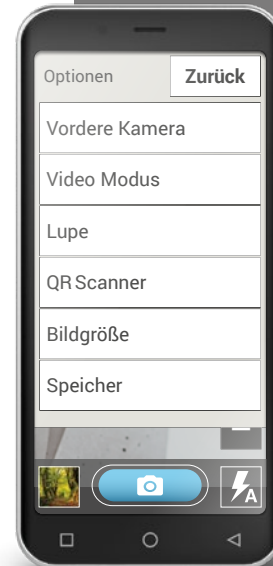 Optionen Zurück
Vordere Kamera
Video Modus
Lupe
QR Scanner
Bildgröße
Speicher
A